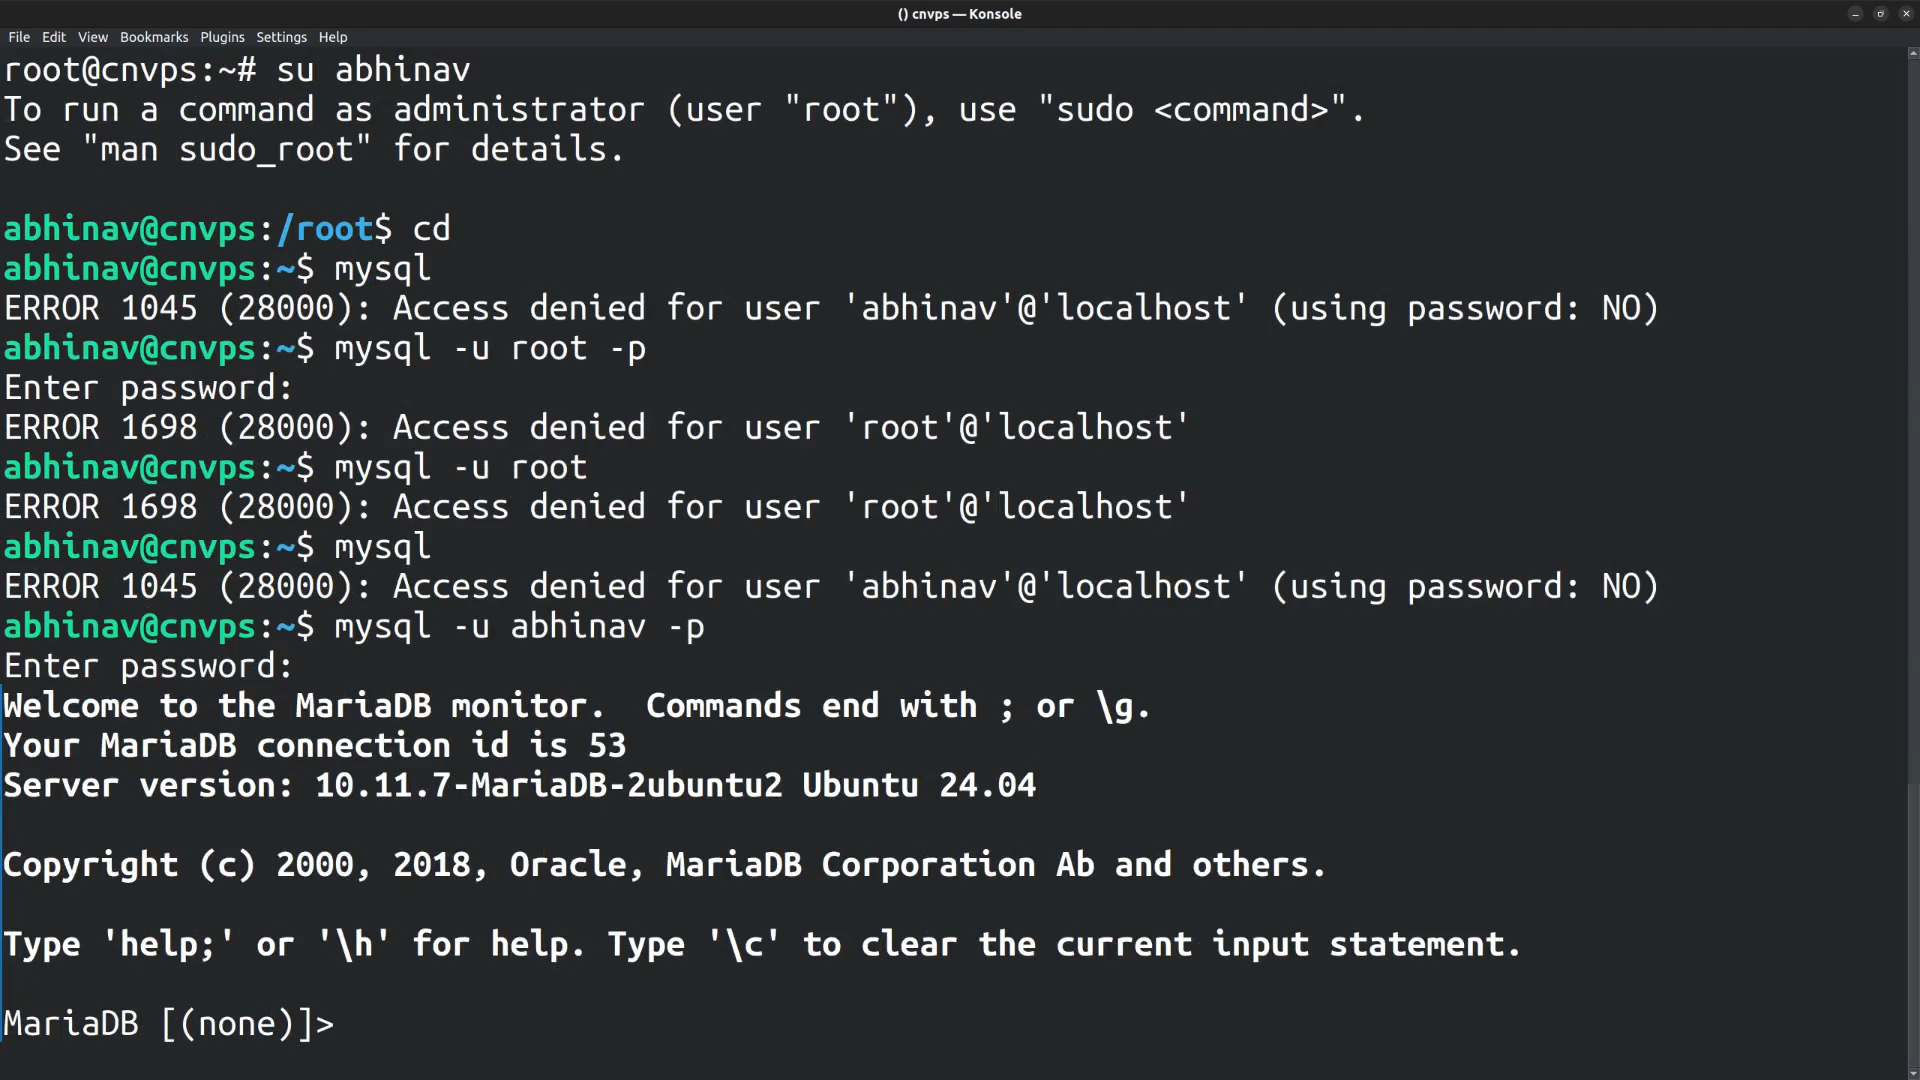 () cnvps — Konsole
File Edit View Bookmarks Plugins Settings Help
root@cnvps:~# su abhinav
To run a command as administrator (user "root"), use "sudo <command>".
See "man sudo_root" for details.
abhinav@cnvps:/root$ cd
abhinav@cnvps:~$ mysql
ERROR 1045 (28000): Access denied for user 'abhinav'@'localhost' (using password: NO)
abhinav@cnvps:~$ mysql -u root -p
Enter password:
ERROR 1698 (28000): Access denied for user 'root'@'localhost'
abhinav@cnvps:~$ mysql -u root
ERROR 1698 (28000): Access denied for user 'root'@'localhost'
abhinav@cnvps:~$ mysql
ERROR 1045 (28000): Access denied for user 'abhinav'@'localhost' (using password: NO)
abhinav@cnvps:~$ mysql -u abhinav -p
Enter password:
Welcome to the MariaDB monitor.  Commands end with ; or \g.
Your MariaDB connection id is 53
Server version: 10.11.7-MariaDB-2ubuntu2 Ubuntu 24.04
Copyright (c) 2000, 2018, Oracle, MariaDB Corporation Ab and others.
Type 'help;' or '\h' for help. Type '\c' to clear the current input statement.
MariaDB [(none)]>